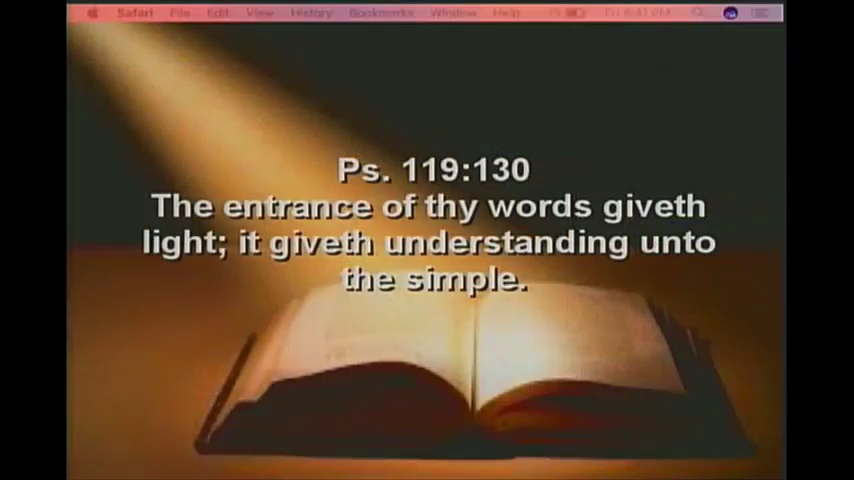 Safari File Edit View History Bookmarks Window Help
Ps. 119:130
The entrance of thy words giveth
light; it giveth understanding unto
the simple.